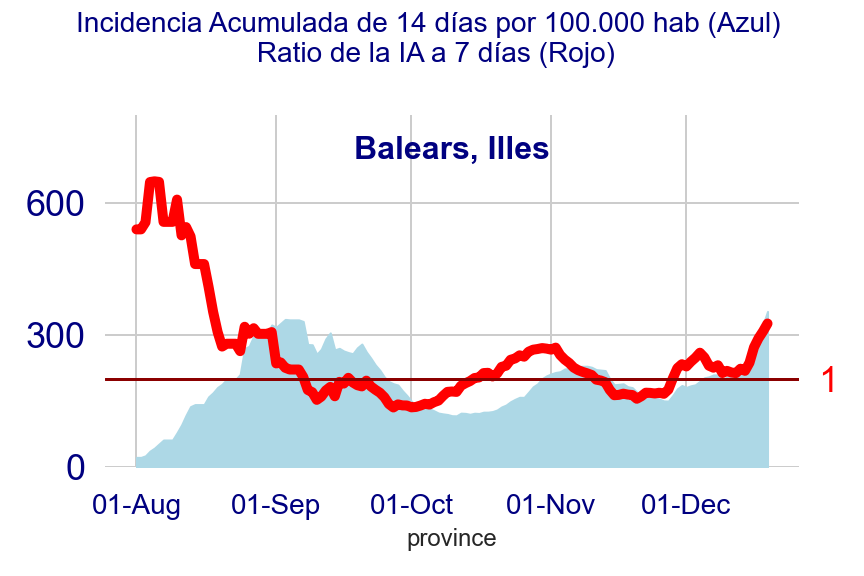 Incidencia Acumulada de 14 días por 100.000 hab (Azul)
Ratio de la IA a 7 días (Rojo)
Balears, Illes
600
300
0
1
01-Aug 01-Sep 01-Oct 01-Nov 01-Dec
province